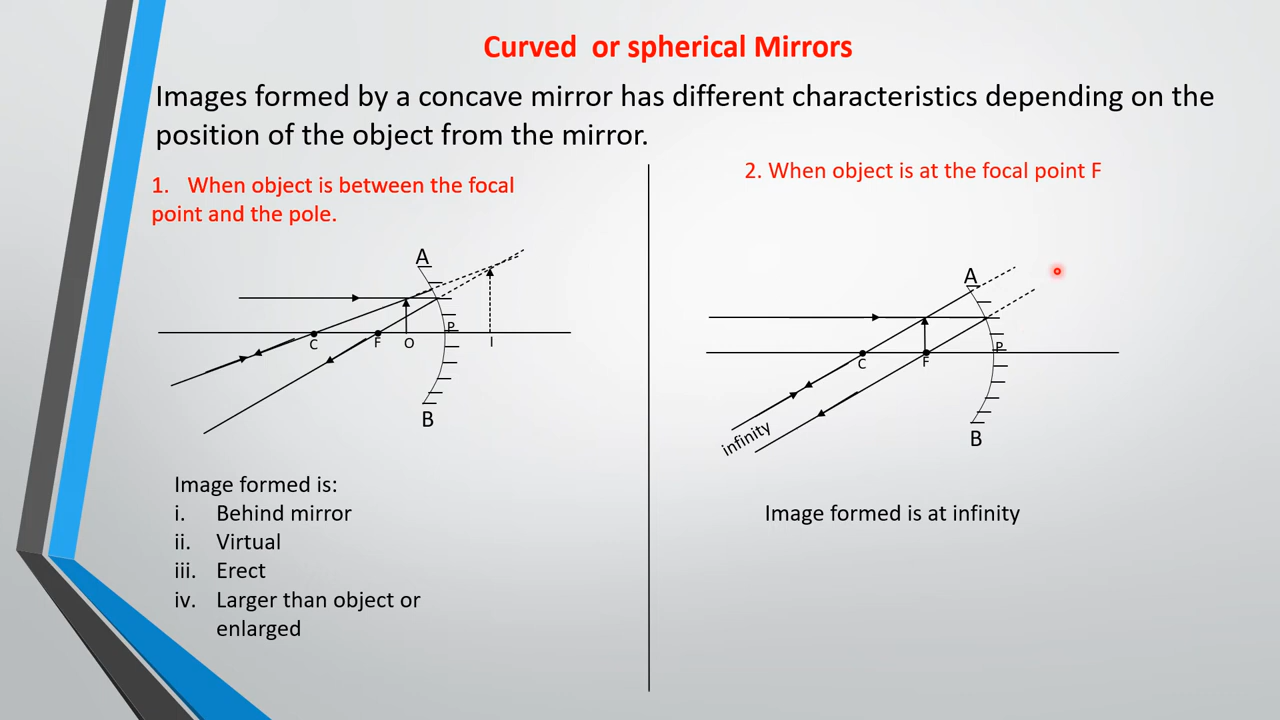 Curved or spherical Mirrors
Images formed by a concave mirror has different characteristics depending on the
position of the object from the mirror.
1. When object is between the focal
point and the pole.
A
C
F
O
P
I
B
Image formed is:
i. Behind mirror
ii. Virtual
iii. Erect
iv. Larger than object or
enlarged
2. When object is at the focal point F
A
C
F
P
infinity
B
Image formed is at infinity